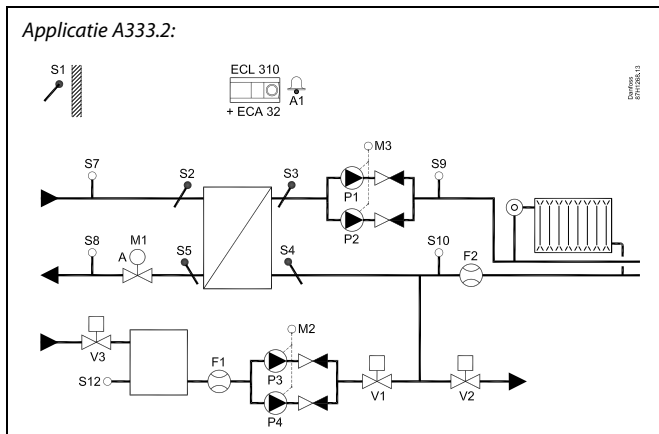 Applicatie A333.2:
S1
ECL 310
+ ECA 32
A1
Danfoss
87H1268.13
M3
S7
S2
S3
P1
S9
P2
S8
M1
A
S5
S4
S10
F2
M2
V3
F1
P3
S12
P4
V1
V2